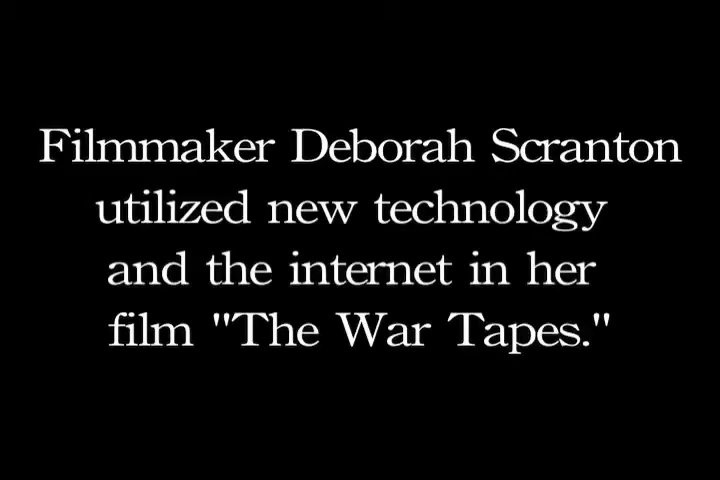 Filmmaker Deborah Scranton
utilized new technology
and the internet in her
film "The War Tapes."